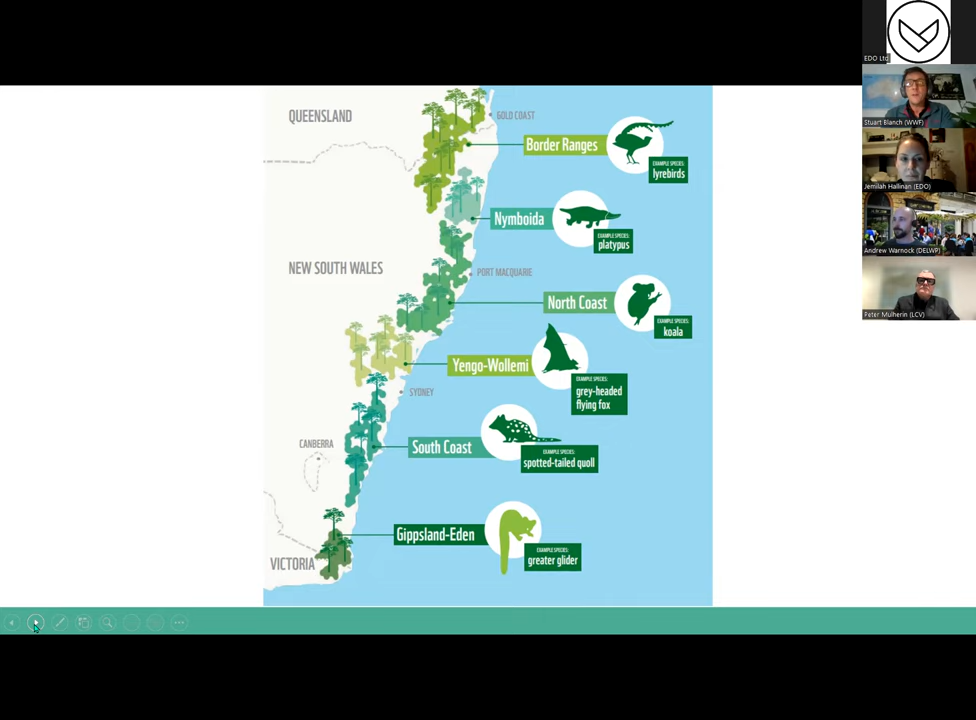 QUEENSLAND
GOLD COAST
Border Ranges
EXAMPLE SPECIES:
lyrebirds
Nymboida
EXAMPLE SPECIES:
platypus
NEW SOUTH WALES
PORT MACQUARIE
North Coast
EXAMPLE SPECIES:
koala
Yengo-Wollemi
EXAMPLE SPECIES:
grey-headed
flying fox
SYDNEY
CANBERRA
South Coast
EXAMPLE SPECIES:
spotted-tailed quoll
Gippsland-Eden
EXAMPLE SPECIES:
greater glider
VICTORIA
EDO Ltd
Stuart Blanch (WWF)
Jemilah Hallinan (EDO)
Andrew Warnock (DELWP)
Peter Mulherin (LCV)